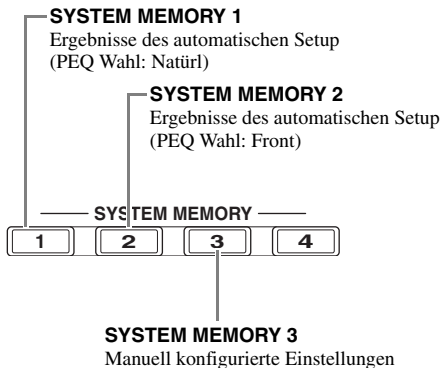 SYSTEM MEMORY 1
Ergebnisse des automatischen Setup
(PEQ Wahl: Natürl)
SYSTEM MEMORY 2
Ergebnisse des automatischen Setup
(PEQ Wahl: Front)
SYSTEM MEMORY
1 2 3 4
SYSTEM MEMORY 3
Manuell konfigurierte Einstellungen